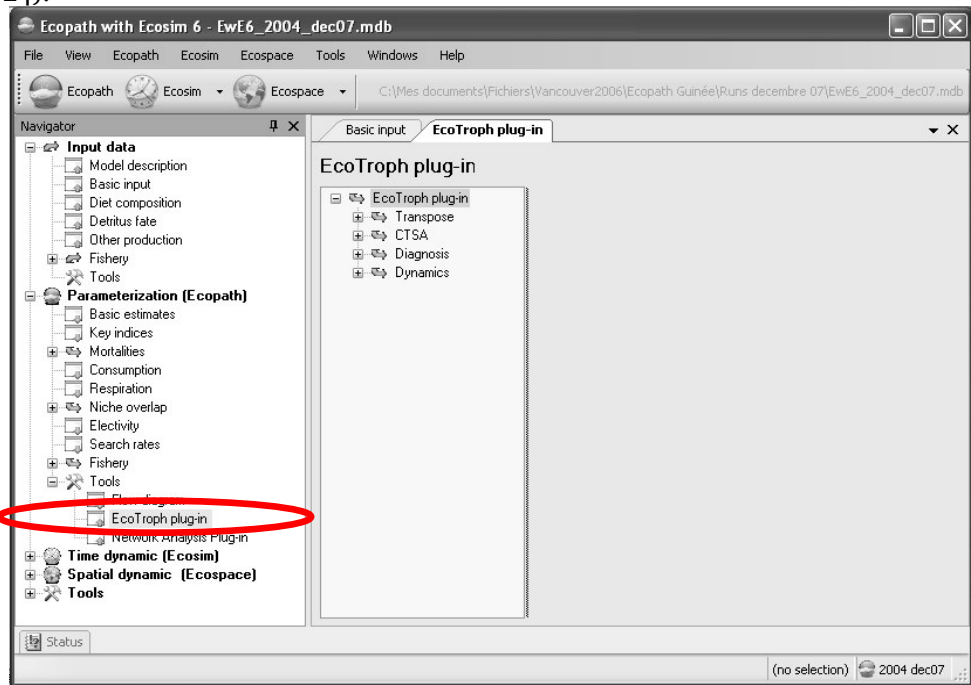 Ecopath with Ecosim 6 - EwE6_2004_dec07.mdb
File View Ecopath Ecosim Ecospace Tools Windows Help
Ecopath Ecosim Ecospace C:\Mes documents\Fichiers\Vancouver2006\Ecopath Guinée\Runs decembre 07\EwE6_2004_dec07.mdb
Navigator
Basic input EcoTroph plug-in
Input data
Model description
Basic input
Diet composition
Detritus fate
Other production
Fishery
Tools
Parameterization (Ecopath)
Basic estimates
Key indices
Mortalities
Consumption
Respiration
Niche overlap
Electivity
Search rates
Fishery
Tools
Flow diagram
EcoTroph plug-in
Network Analysis Plug-in
Time dynamic (Ecosim)
Spatial dynamic (Ecospace)
Tools
EcoTroph plug-in
EcoTroph plug-in
Transpose
CTSA
Diagnosis
Dynamics
Status
(no selection) 2004 dec07